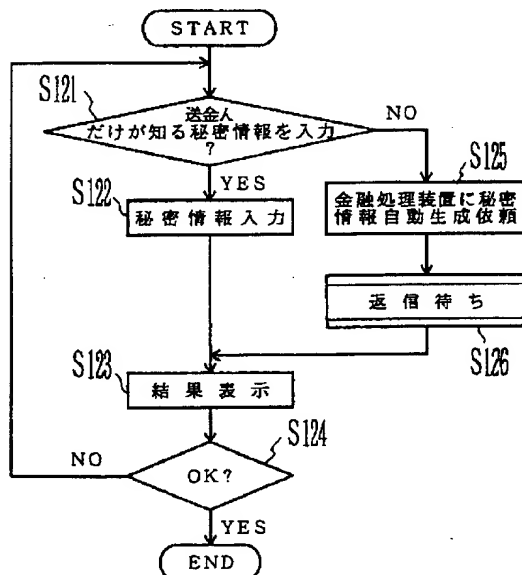 START
S121
送金人
だけが知る秘密情報を入力
?
NO
YES
S122
秘密情報入力
S125
金融処理装置に秘密
情報自動生成依頼
返信待ち
S126
S123
結果表示
S124
OK?
NO
YES
END